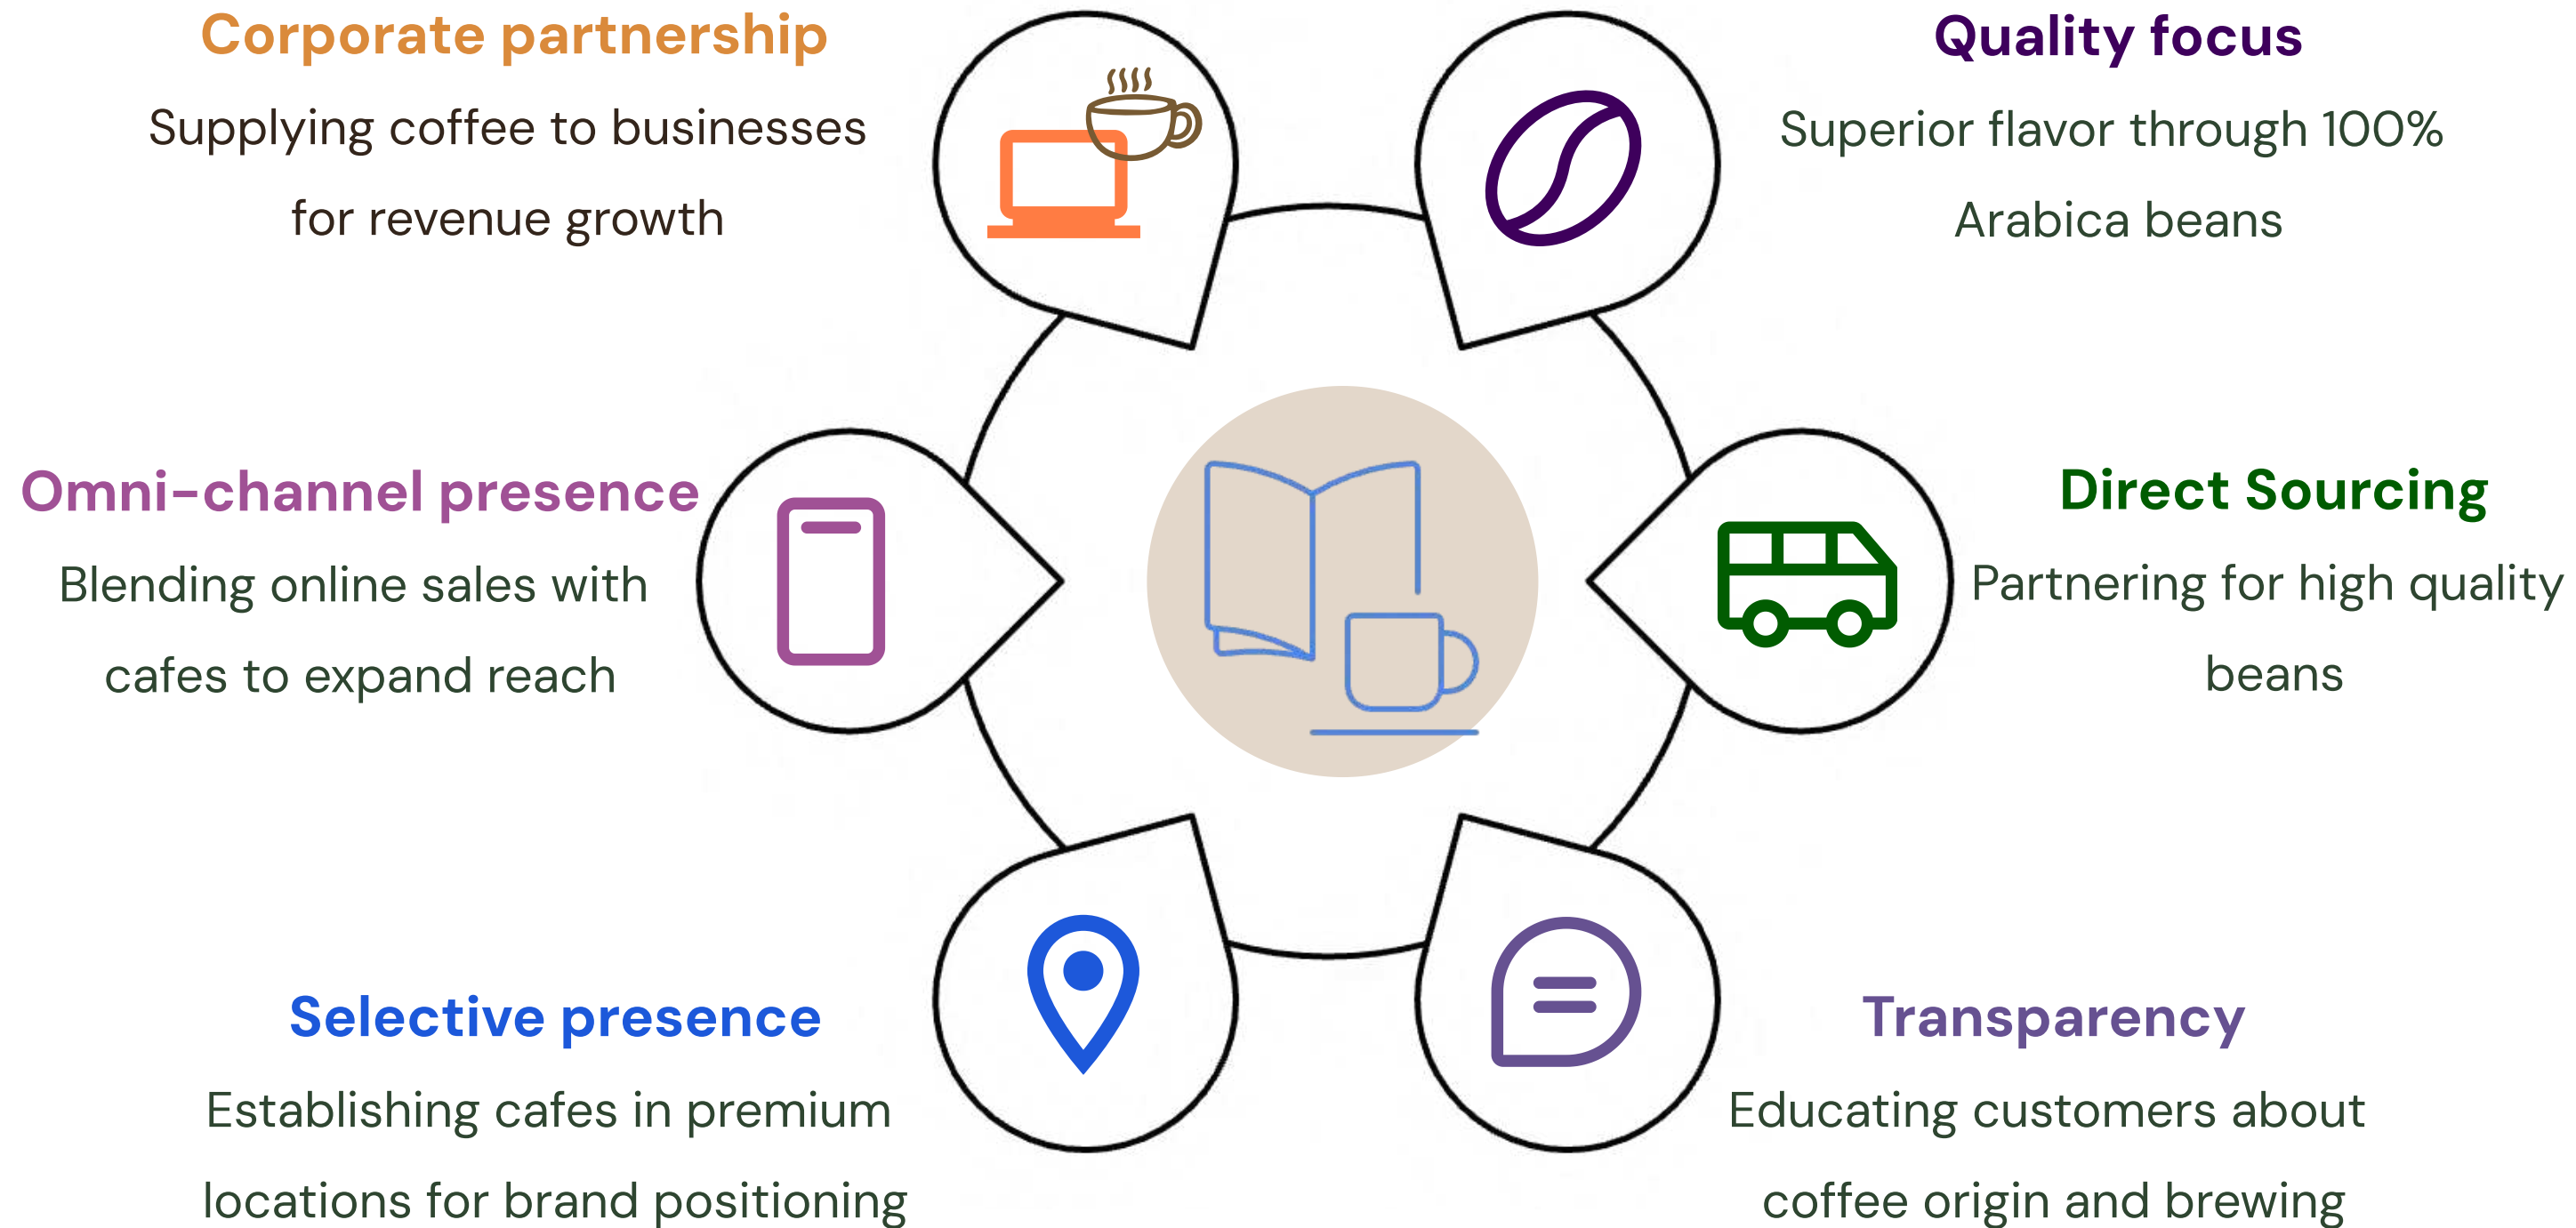 Corporate partnership
Supplying coffee to businesses
for revenue growth
Quality focus
Superior flavor through 100%
Arabica beans
Omni-channel presence
Blending online sales with
cafes to expand reach
Direct Sourcing
Partnering for high quality
beans
Selective presence
Establishing cafes in premium
locations for brand positioning
Transparency
Educating customers about
coffee origin and brewing